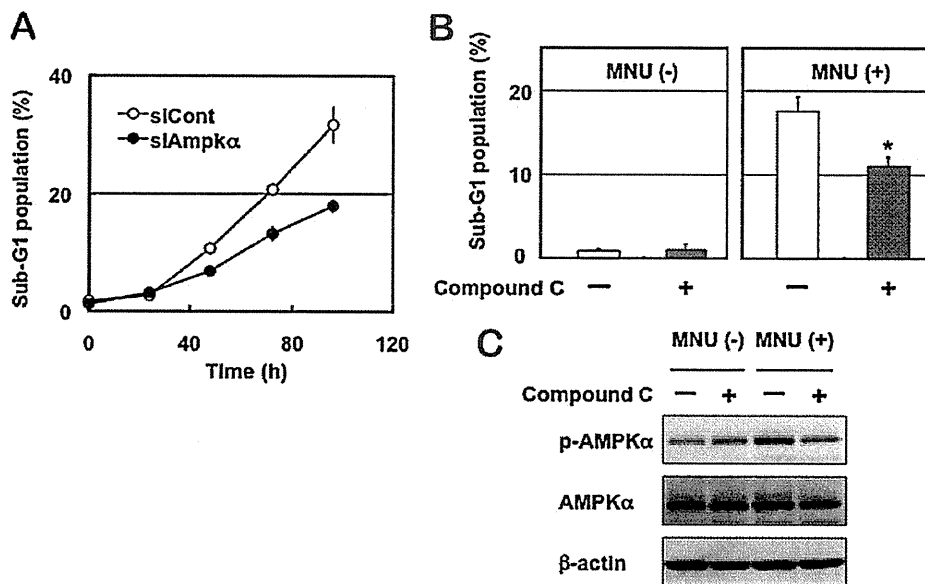 A
Sub-G1 population (%)
40
20
0
siCont
siAmpkα
0 40 80 120
Time (h)
B
Sub-G1 population (%)
20
10
0
MNU (-)
MNU (+)
*
Compound C − + − +
C
MNU (-) MNU (+)
Compound C − + − +
p-AMPKα
AMPKα
β-actin